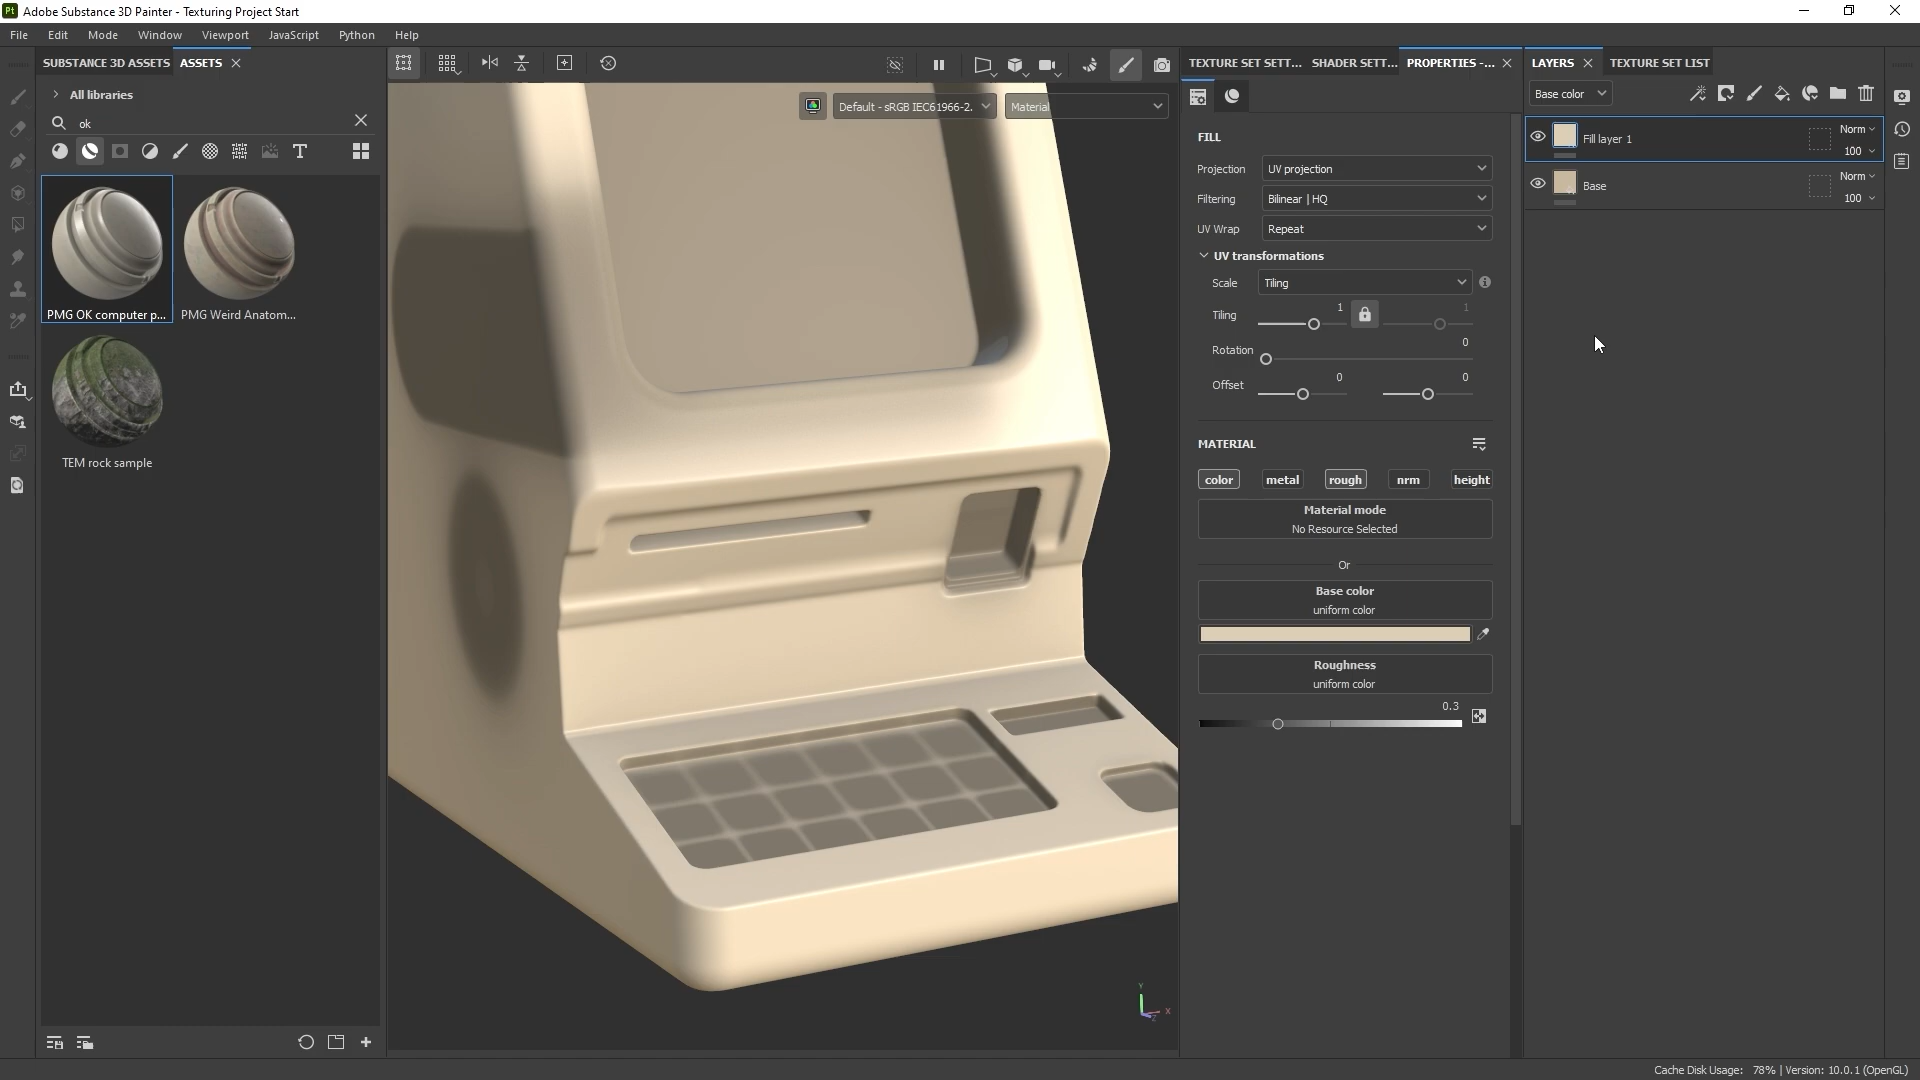 Pt Adobe Substance 3D Painter - Texturing Project Start
File Edit Mode Window Viewport JavaScript Python Help
SUBSTANCE 3D ASSETS ASSETS
All libraries
ok
PMG OK computer p...
PMG Weird Anatom...
TEM rock sample
Default - sRGB IEC61966-2.
Material
Y
X
Z
TEXTURE SET SETT... SHADER SETT... PROPERTIES -...
FILL
Projection UV projection
Filtering Bilinear | HQ
UV Wrap Repeat
UV transformations
Scale Tiling
Tiling 1 1
Rotation 0
Offset 0 0
MATERIAL
color metal rough nrm height
Material mode
No Resource Selected
Or
Base color
uniform color
Roughness
uniform color
0.3
LAYERS TEXTURE SET LIST
Base color
Fill layer 1 Norm
100
Base Norm
100
Cache Disk Usage: 78% | Version: 10.0.1 (OpenGL)